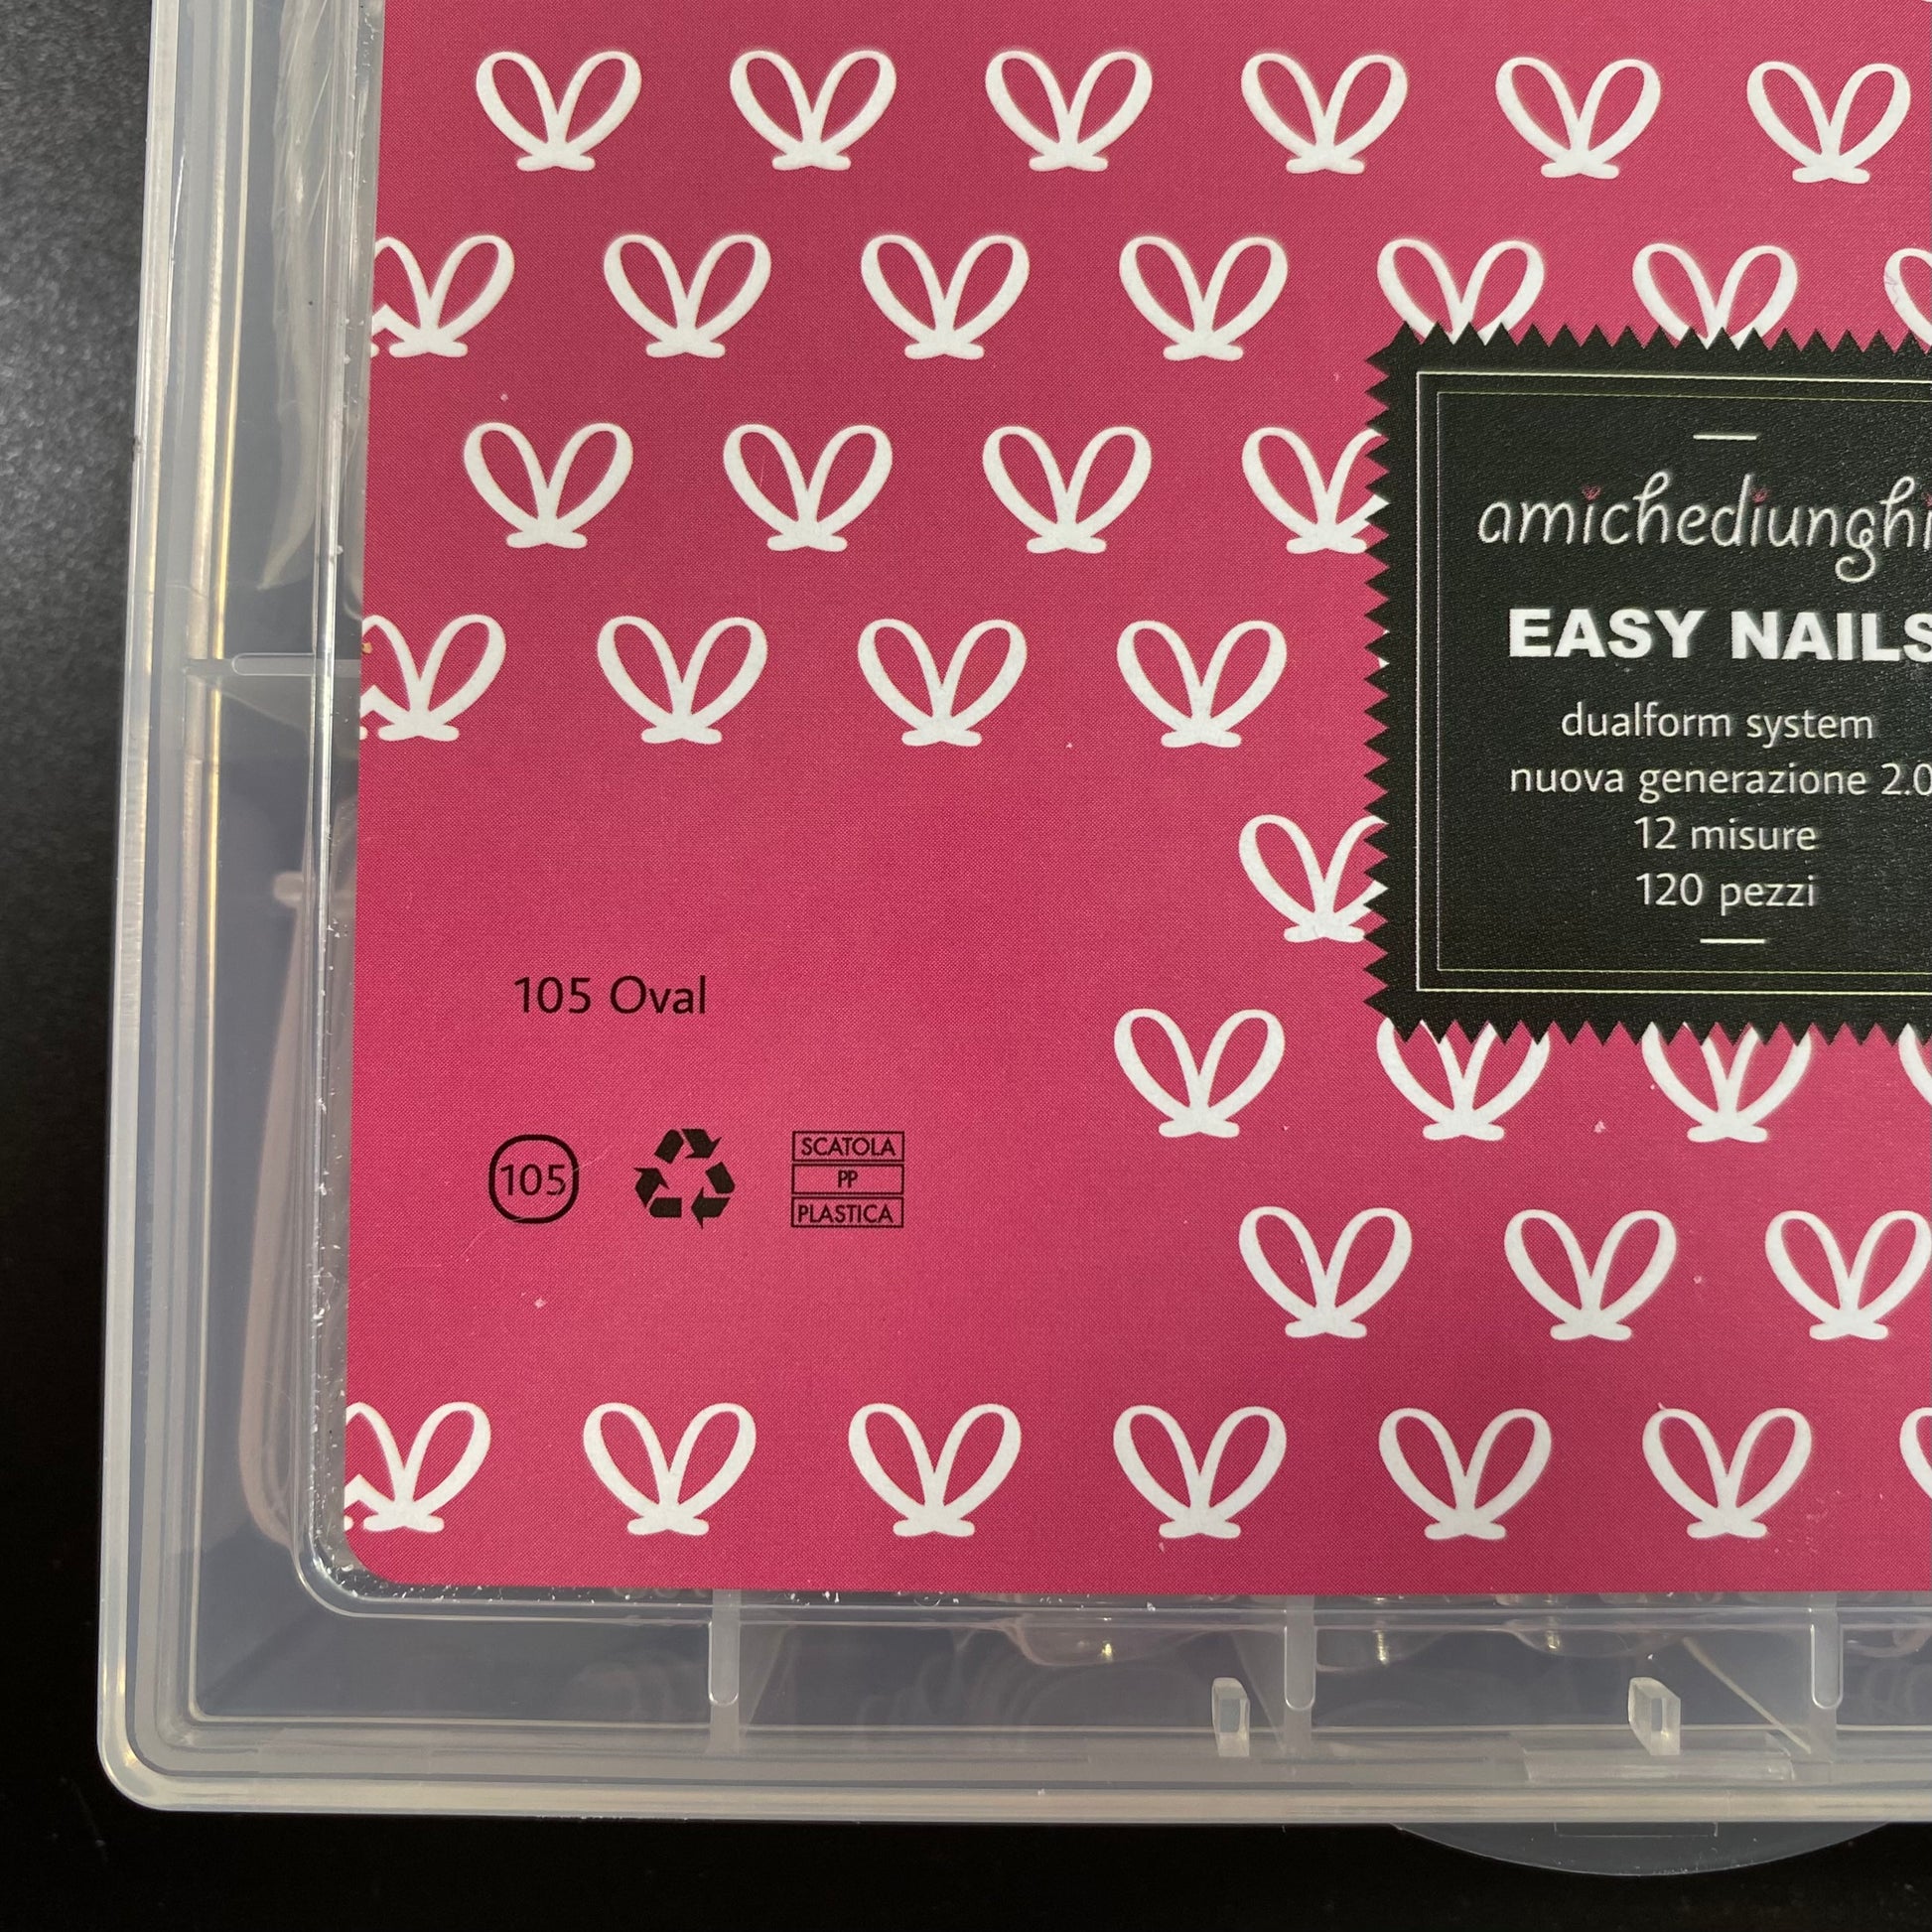 amichediunghi
EASY NAILS
dualform system
nuova generazione 2.0
12 misure
120 pezzi
105 Oval
105
SCATOLA
PP
PLASTICA